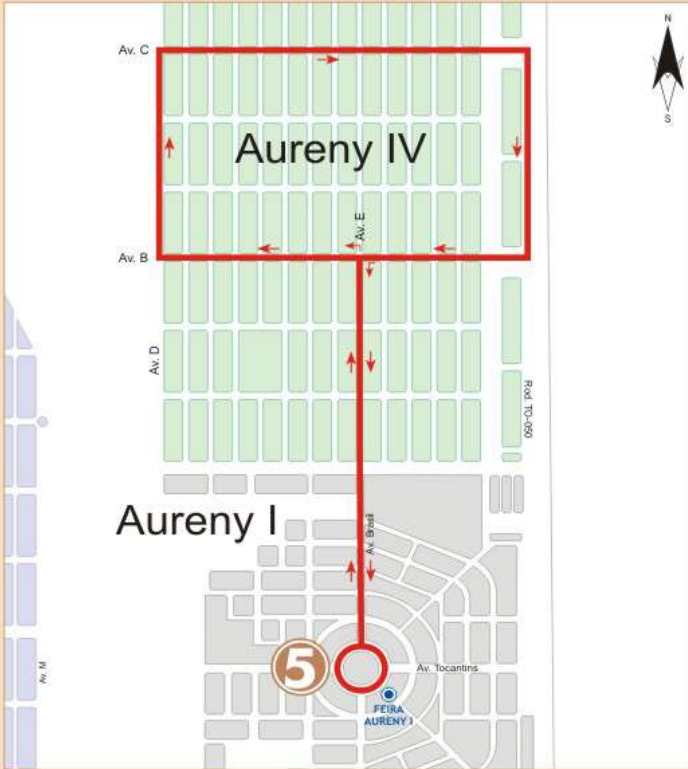 N
S
Av. C
Aureny IV
Av. E
Av. B
Av. D
Rod. TO-050
Aureny I
Av. Brasil
5
Av. Tocantins
Av. M
FEIRA
AURENY I